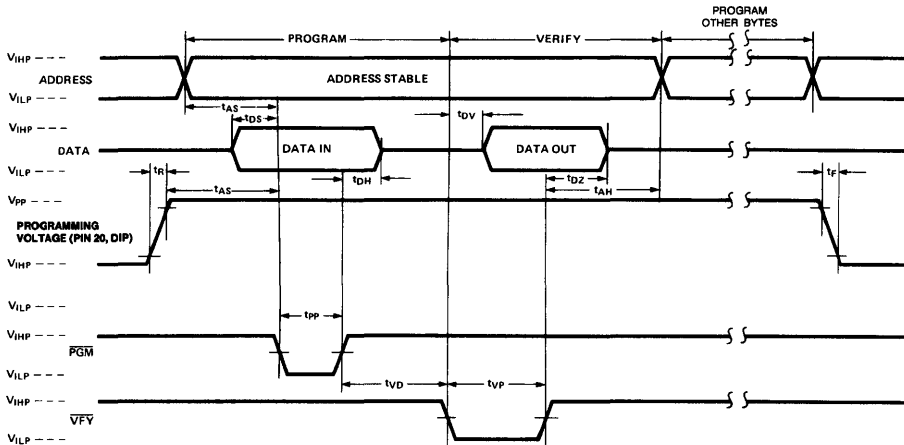 PROGRAM
OTHER BYTES
PROGRAM
VERIFY
VIHP
ADDRESS
ADDRESS STABLE
VILP
tAS
tDS
tDV
VIHP
DATA
DATA IN
DATA OUT
VILP
tR
tDH
tDZ
tF
tAS
tAH
VPP
PROGRAMMING
VOLTAGE (PIN 20, DIP)
VIHP
VILP
tPP
VIHP
PGM
VILP
tVD
tVP
VIHP
VFY
VILP